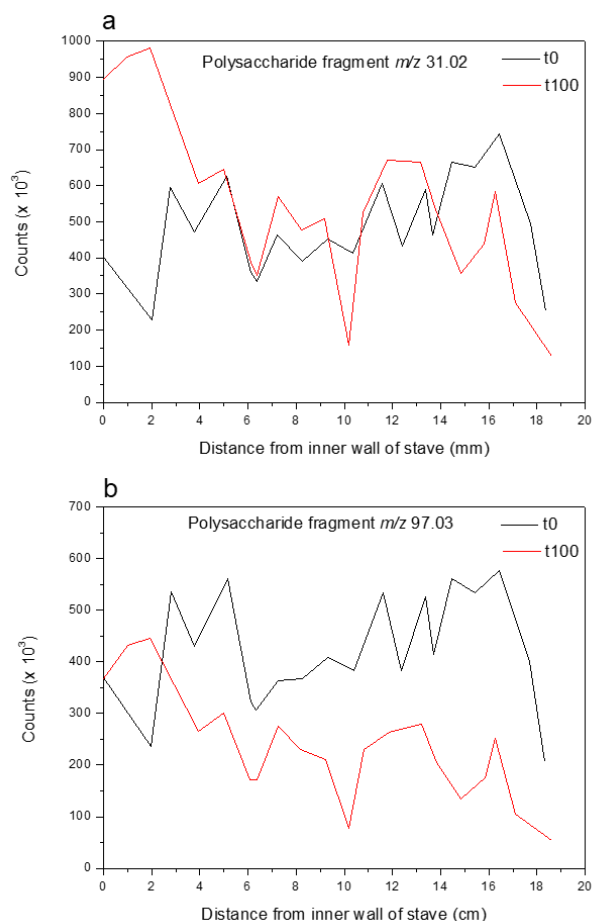 a
Polysaccharide fragment m/z 31.02
t0
t100
1000
900
800
700
600
500
400
300
200
100
0
Counts (x 10³)
0 2 4 6 8 10 12 14 16 18 20
Distance from inner wall of stave (mm)
b
Polysaccharide fragment m/z 97.03
t0
t100
700
600
500
400
300
200
100
0
Counts (x 10³)
0 2 4 6 8 10 12 14 16 18 20
Distance from inner wall of stave (cm)